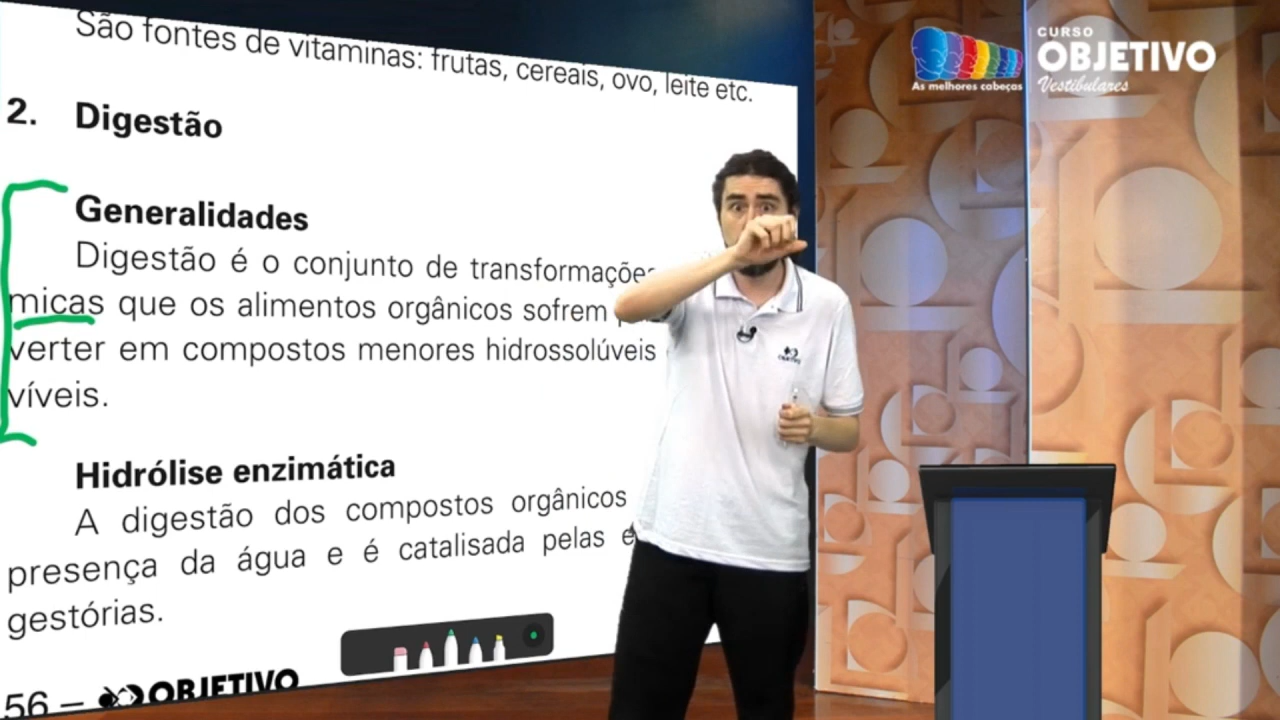 São fontes de vitaminas: frutas, cereais, ovo, leite etc.
2. Digestão
Generalidades
Digestão é o conjunto de transformações
micas que os alimentos orgânicos sofrem
verter em compostos menores hidrossolúveis
víveis.
Hidrólise enzimática
A digestão dos compostos orgânicos
presença da água e é catalisada pelas
gestórias.
56 – OBJETIVO
As melhores cabeças
CURSO
OBJETIVO
Vestibulares